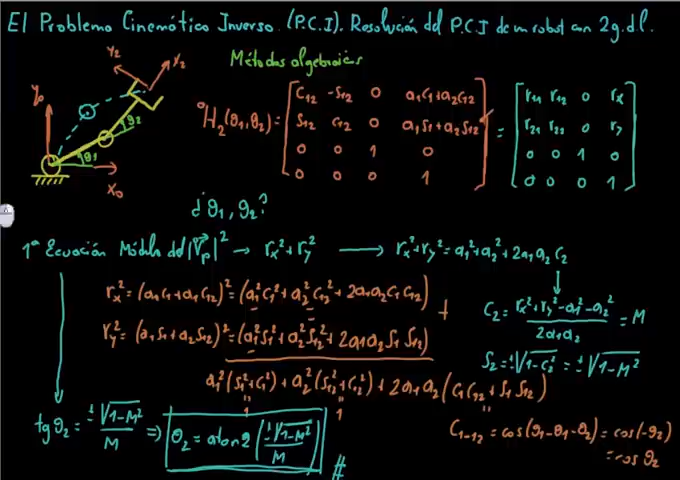 El Problema Cinemático Inverso. (P.C.I). Resolución del P.C.I de un robot con 2 g.d.l.
Métodos algebraicos
Y2
X2
Y0
θ2
θ1
X0
⁰H₂(θ1,θ2) = [C12 -S12 0 a1C1+a2C12; S12 C12 0 a1S1+a2S12; 0 0 1 0; 0 0 0 1] = [r11 r12 0 rx; r21 r22 0 ry; 0 0 1 0; 0 0 0 1]
¿θ1, θ2?
1ª Ecuación Módulo del |r⃗p|² → rx²+ry² → rx²+ry² = a1²+a2²+2a1a2 C2
rx² = (a1C1+a1C12)² = (a1²C1²+a2²C12²+2a1a2C1C12)
+
ry² = (a1S1+a2S12)² = (a1²S1²+a2²S12²+2a1a2S1S12)
C2 = (rx²+ry²-a1²-a2²)/(2a1a2) = M
S2 = ±√(1-C2²) = ±√(1-M²)
a1²(S1²+C1²)+a2²(S12²+C12²)+2a1a2(C1C12+S1S12)
" " "
1 1
tg θ2 = ±√(1-M²)/M ⇒ θ2 = atan2(±√(1-M²)/M) #
C1-12 = cos(θ1-θ1-θ2) = cos(-θ2)
= cos θ2